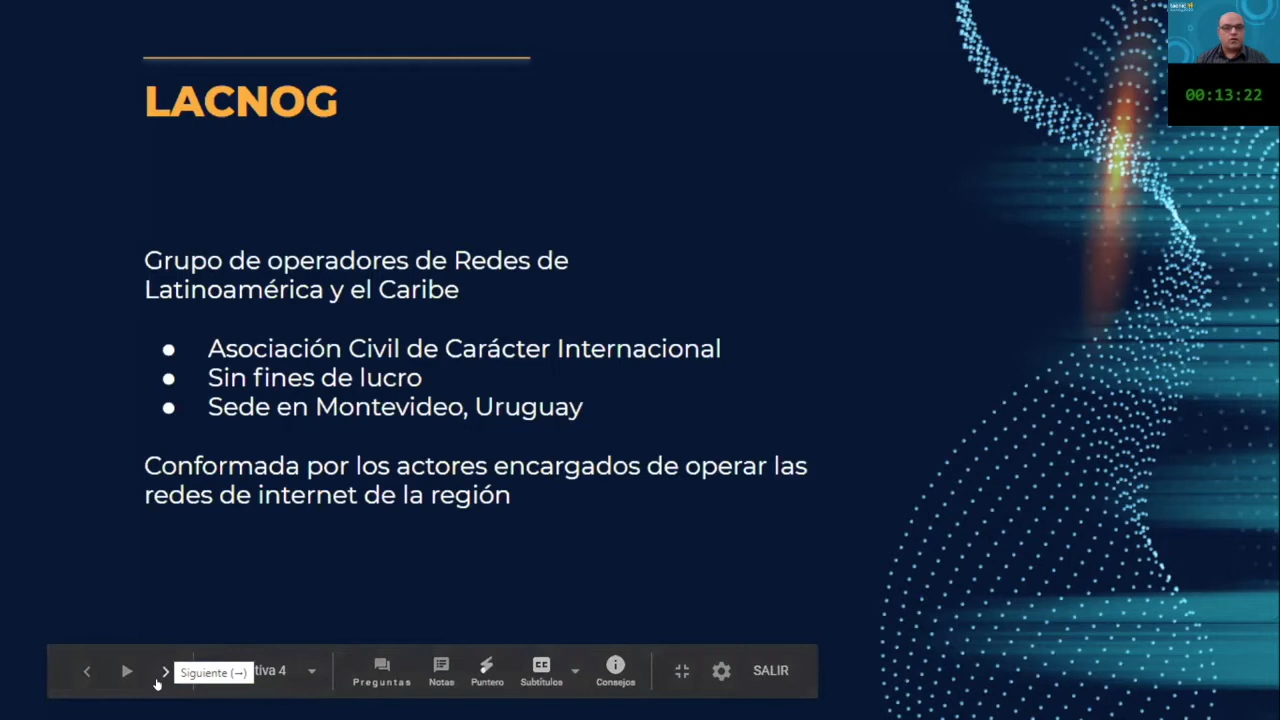 LACNOG
00:13:22
Grupo de operadores de Redes de
Latinoamérica y el Caribe
● Asociación Civil de Carácter Internacional
● Sin fines de lucro
● Sede en Montevideo, Uruguay
Conformada por los actores encargados de operar las
redes de internet de la región
Siguiente (→)
tiva 4
Preguntas
Notas
Puntero
Subtítulos
Consejos
SALIR